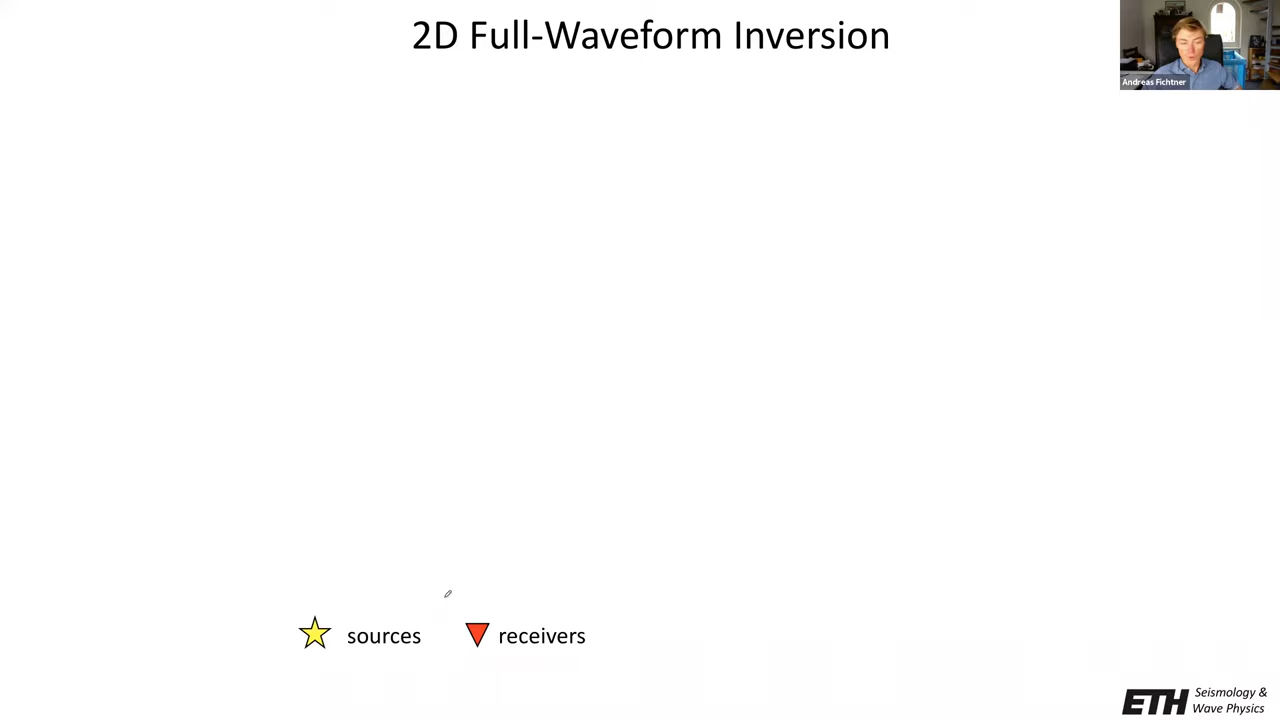 2D Full-Waveform Inversion
Andreas Fichtner
sources
receivers
ETH Seismology &
Wave Physics